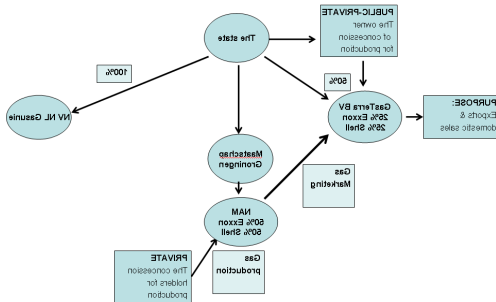 PUBLIC-PRIVATE
The owner
of concession
for production
The state
100%
50%
NV NL Gasunie
GasTerra BV
25% Exxon
25% Shell
PURPOSE:
Exports &
domestic sales
Maatschap
Groningen
Gas
Marketing
NAM
50% Exxon
50% Shell
PRIVATE
The concession
holders for
production
Gas
production